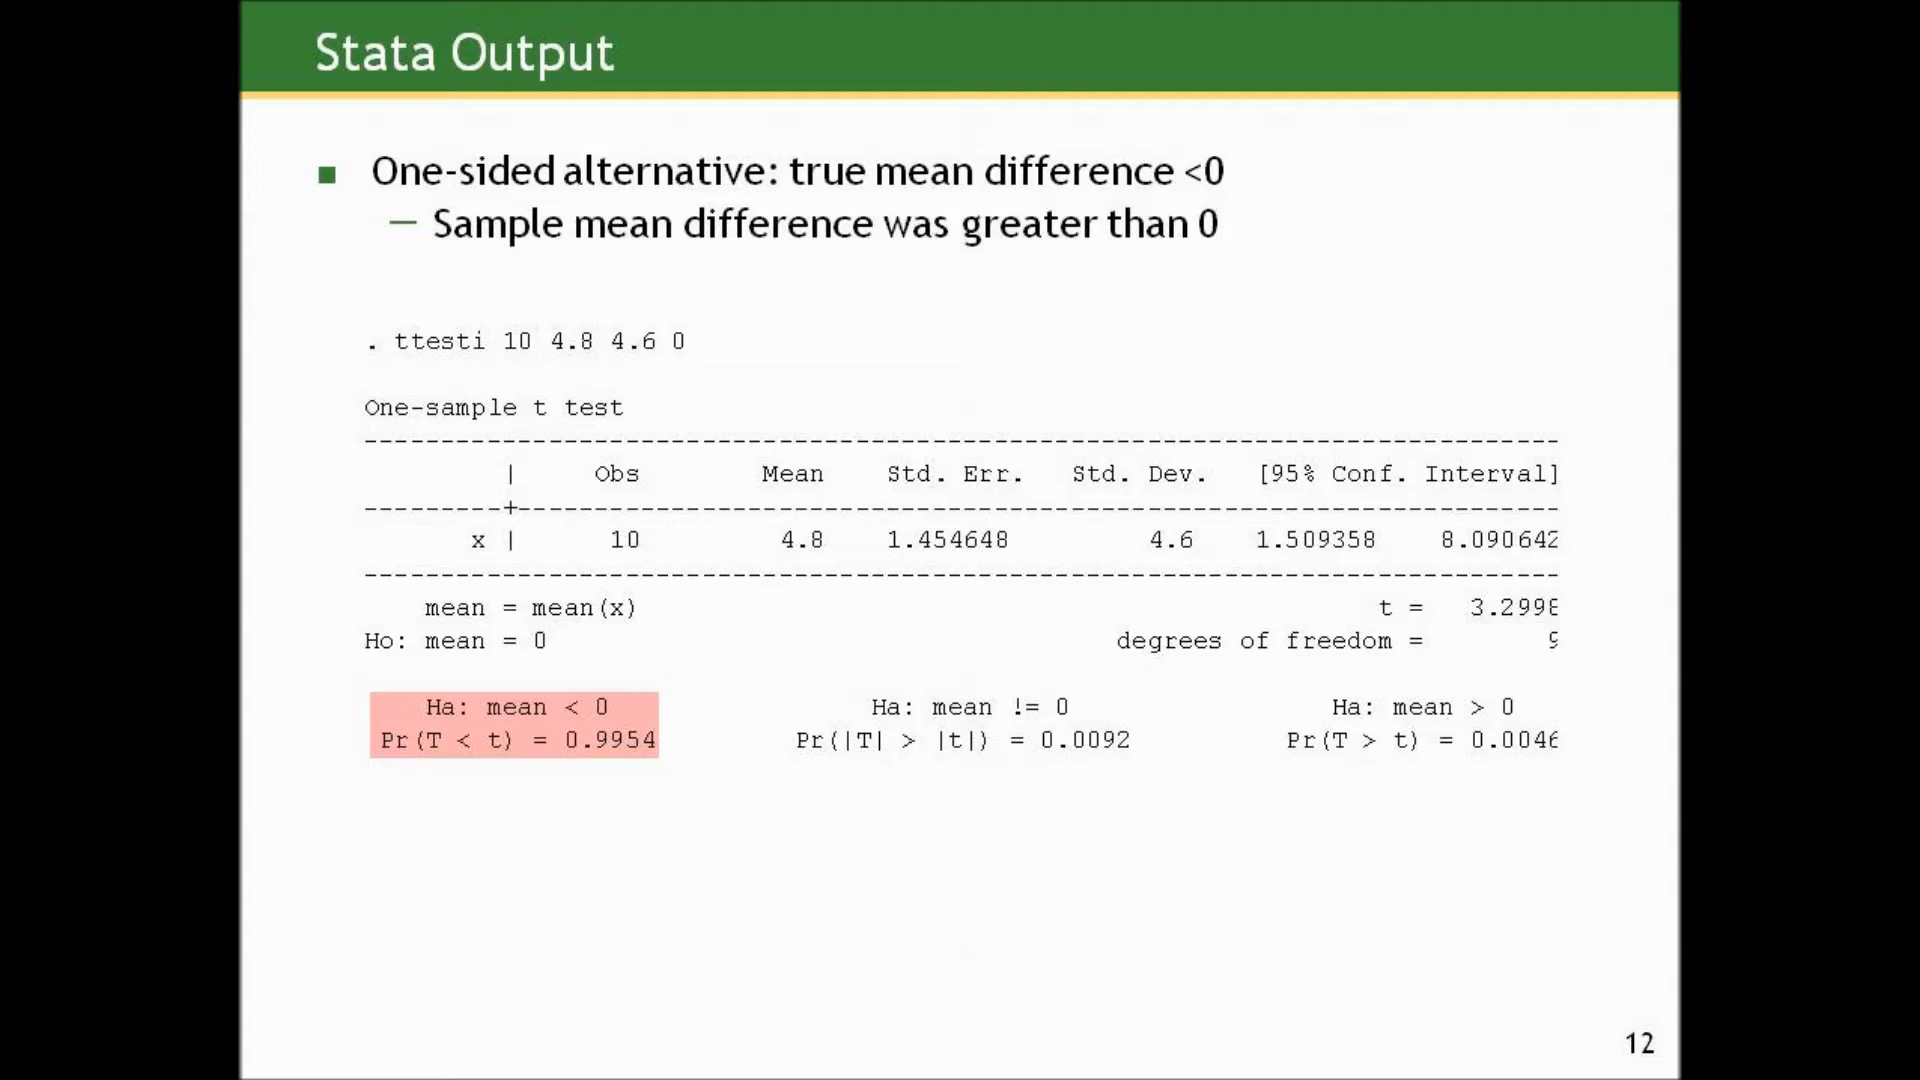 Stata Output
One-sided alternative: true mean difference <0
— Sample mean difference was greater than 0
. ttesti 10 4.8 4.6 0
One-sample t test
------------------------------------------------------------------------------
| Obs Mean Std. Err. Std. Dev. [95% Conf. Interval]
---------+--------------------------------------------------------------------
x | 10 4.8 1.454648 4.6 1.509358 8.090642
------------------------------------------------------------------------------
mean = mean(x) t = 3.2998
Ho: mean = 0 degrees of freedom = 9
Ha: mean < 0 Ha: mean != 0 Ha: mean > 0
Pr(T < t) = 0.9954 Pr(|T| > |t|) = 0.0092 Pr(T > t) = 0.0046
12